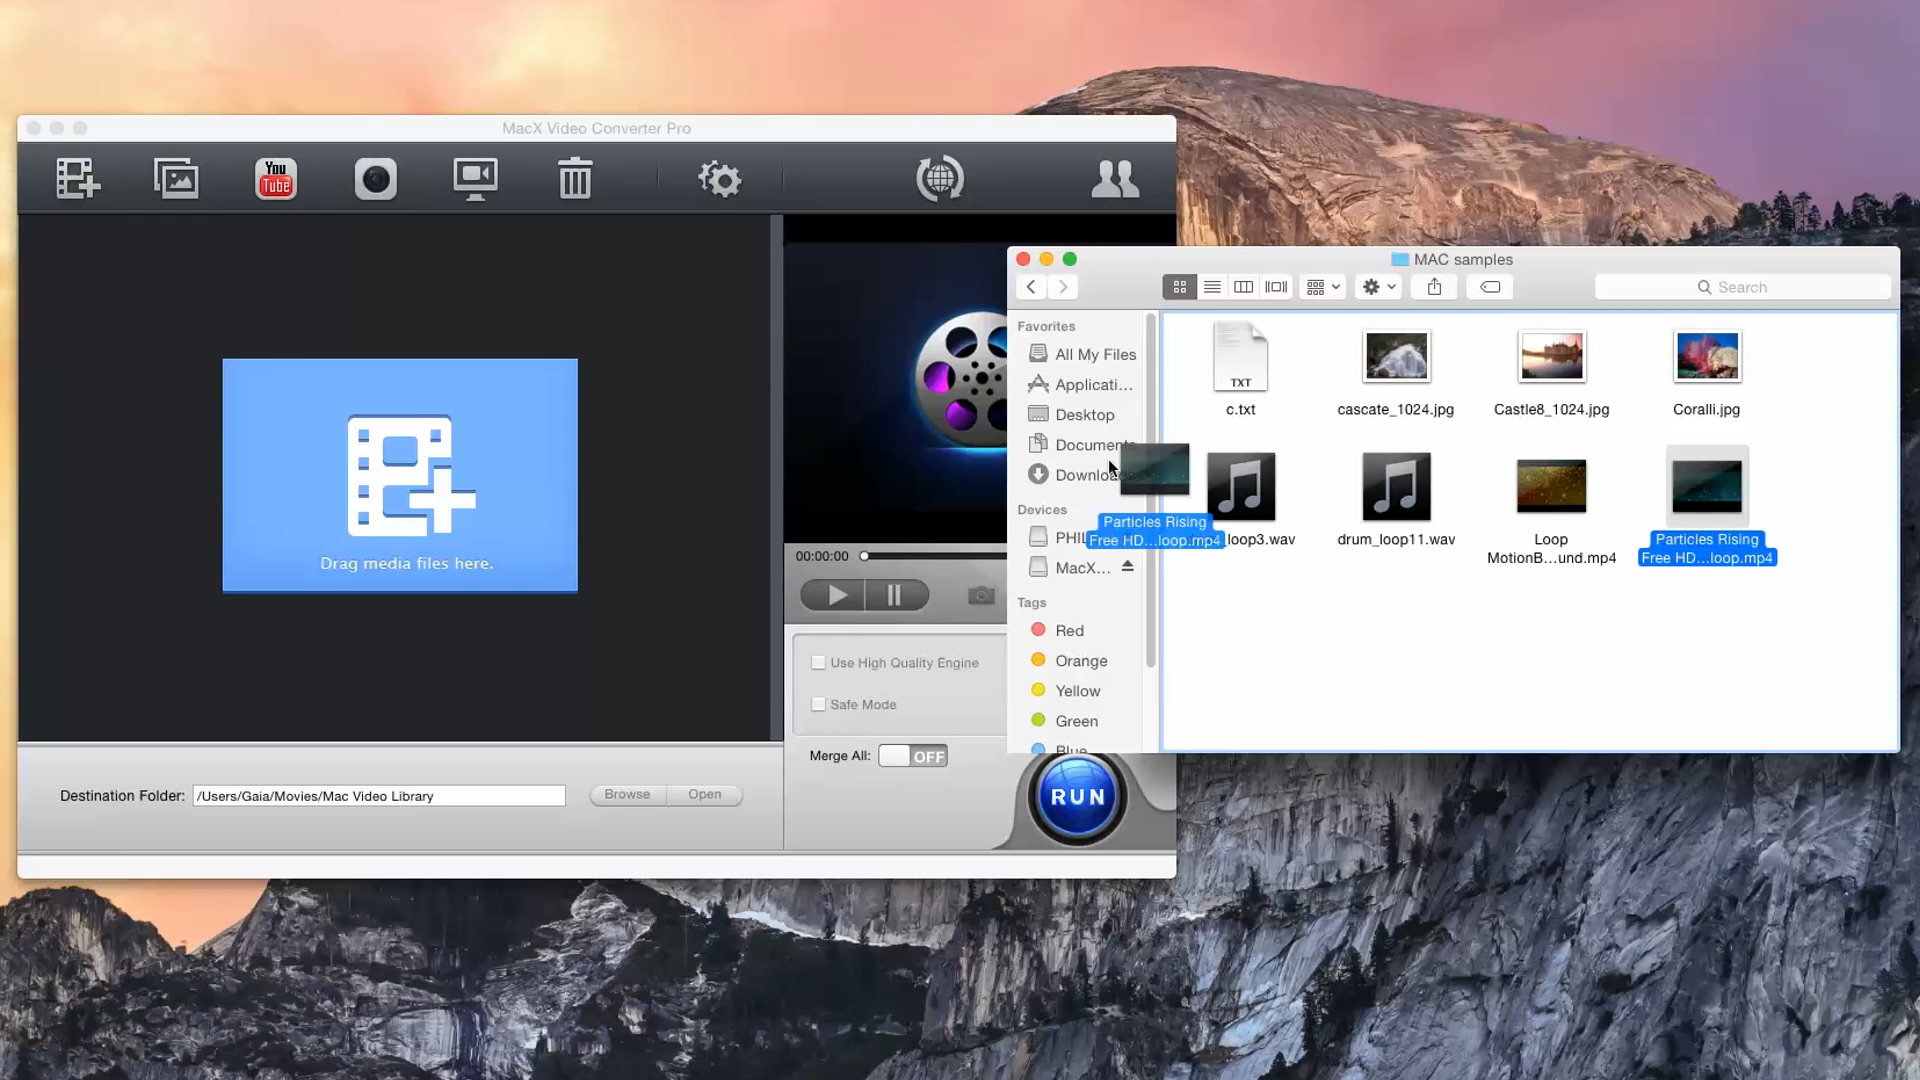 MacX Video Converter Pro
You
Tube
Drag media files here.
00:00:00
Use High Quality Engine
Safe Mode
Merge All:
OFF
Destination Folder:
/Users/Gaia/Movies/Mac Video Library
Browse
Open
RUN
MAC samples
Search
Favorites
All My Files
Applicati...
Desktop
Documents
Devices
MacX...
Tags
Red
Orange
Yellow
Green
Blue
TXT
c.txt
cascate_1024.jpg
Castle8_1024.jpg
Coralli.jpg
Particles Rising
Free HD...loop.mp4
loop3.wav
drum_loop11.wav
Loop
MotionB...und.mp4
Particles Rising
Free HD...loop.mp4